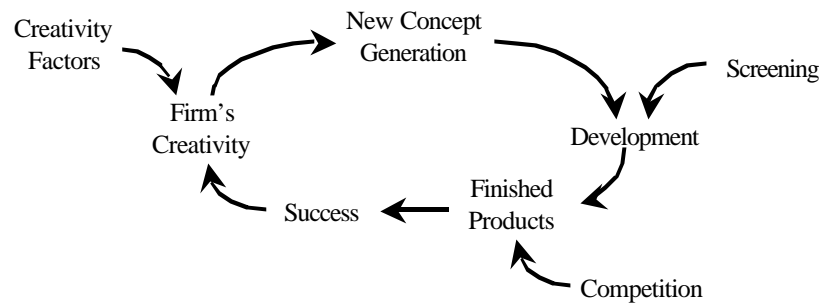 Creativity
Factors
New Concept
Generation
Screening
Firm's
Creativity
Development
Finished
Products
Success
Competition